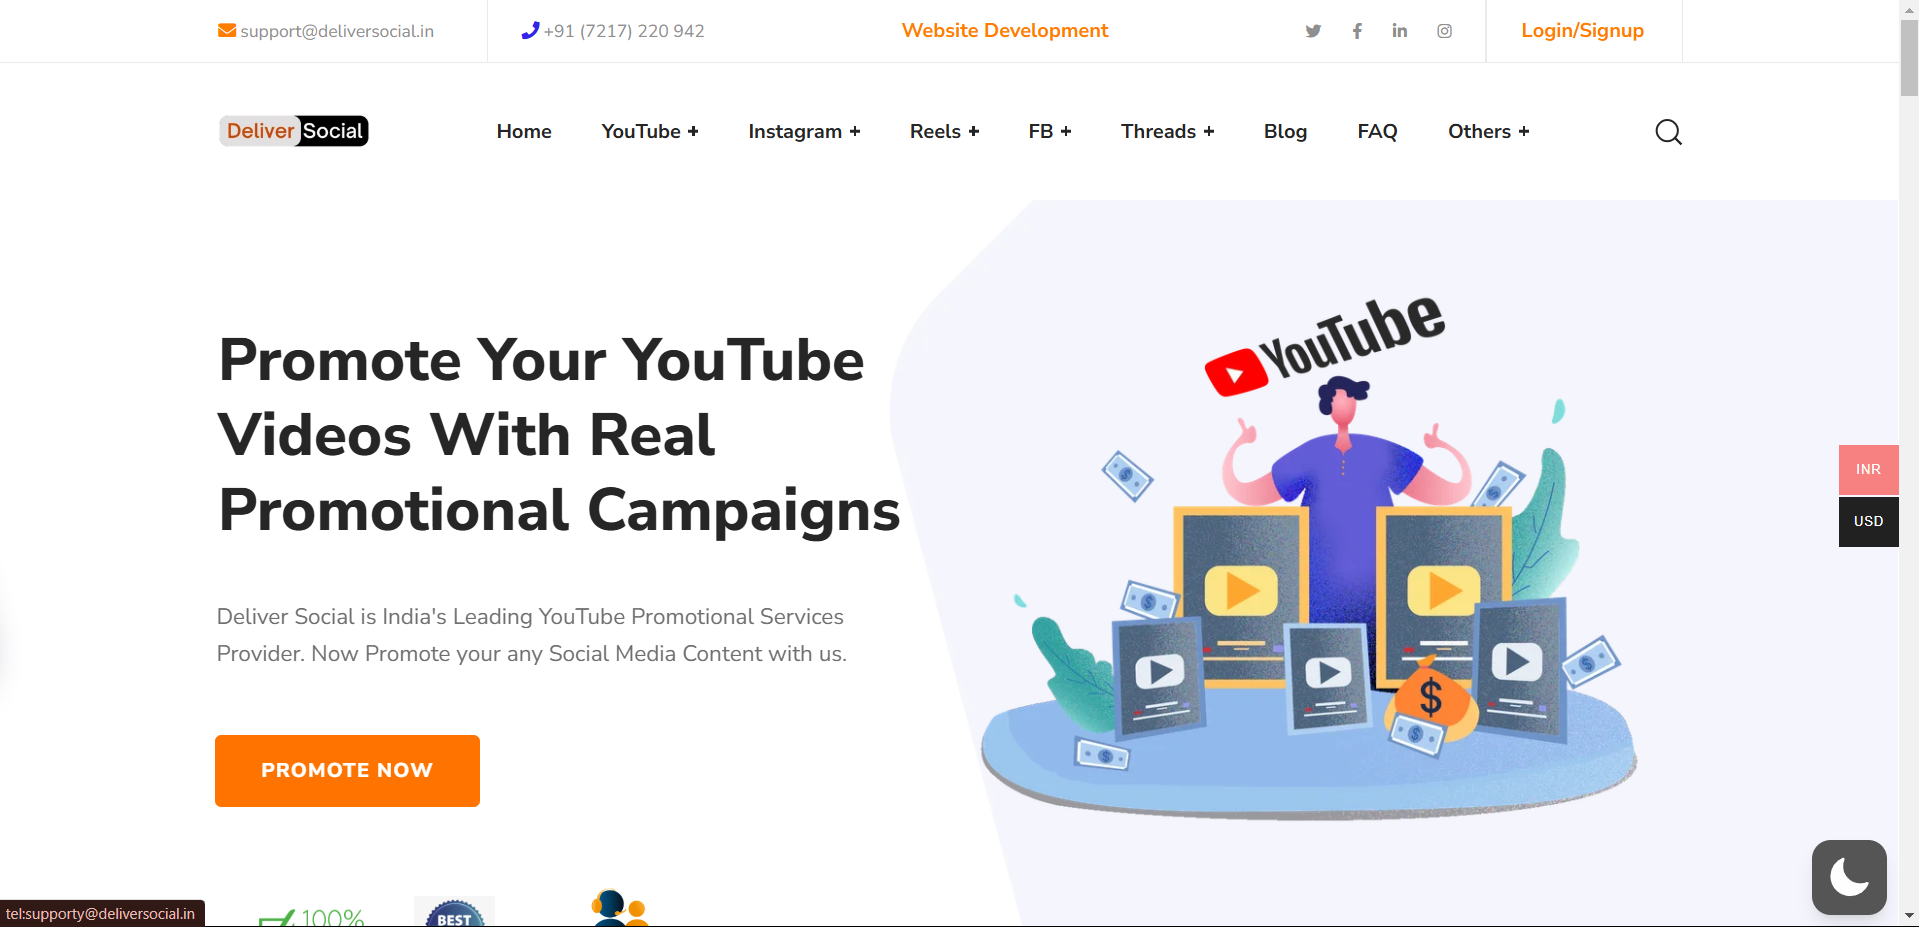 support@deliversocial.in
+91 (7217) 220 942
Website Development
Login/Signup
Deliver Social
Home
YouTube +
Instagram +
Reels +
FB +
Threads +
Blog
FAQ
Others +
Promote Your YouTube
Videos With Real
Promotional Campaigns
Deliver Social is India's Leading YouTube Promotional Services
Provider. Now Promote your any Social Media Content with us.
PROMOTE NOW
YouTube
$
INR
USD
100%
BEST
tel:supporty@deliversocial.in